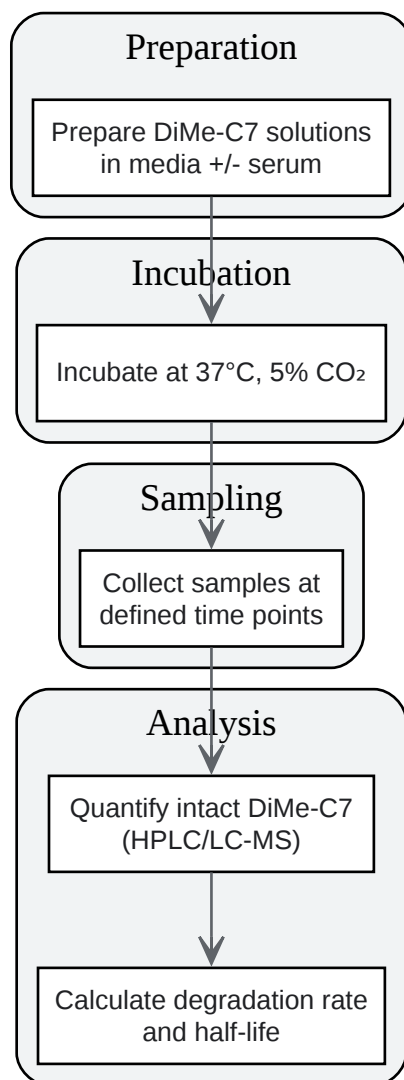 Preparation
Prepare DiMe-C7 solutions
in media +/- serum
Incubation
Incubate at 37°C, 5% CO₂
Sampling
Collect samples at
defined time points
Analysis
Quantify intact DiMe-C7
(HPLC/LC-MS)
Calculate degradation rate
and half-life